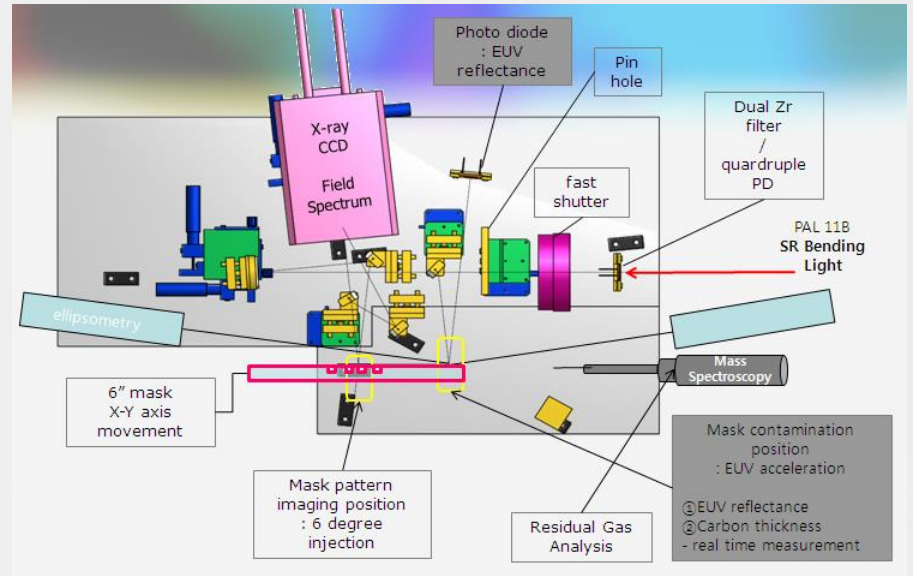 Photo diode
: EUV
reflectance
Pin
hole
Dual Zr
filter
/
quardruple
PD
X-ray
CCD
Field
Spectrum
fast
shutter
PAL 11B
SR Bending
Light
ellipsometry
Mass
Spectroscopy
6” mask
X-Y axis
movement
Mask pattern
imaging position
: 6 degree
injection
Residual Gas
Analysis
Mask contamination
position
: EUV acceleration
①EUV reflectance
②Carbon thickness
- real time measurement